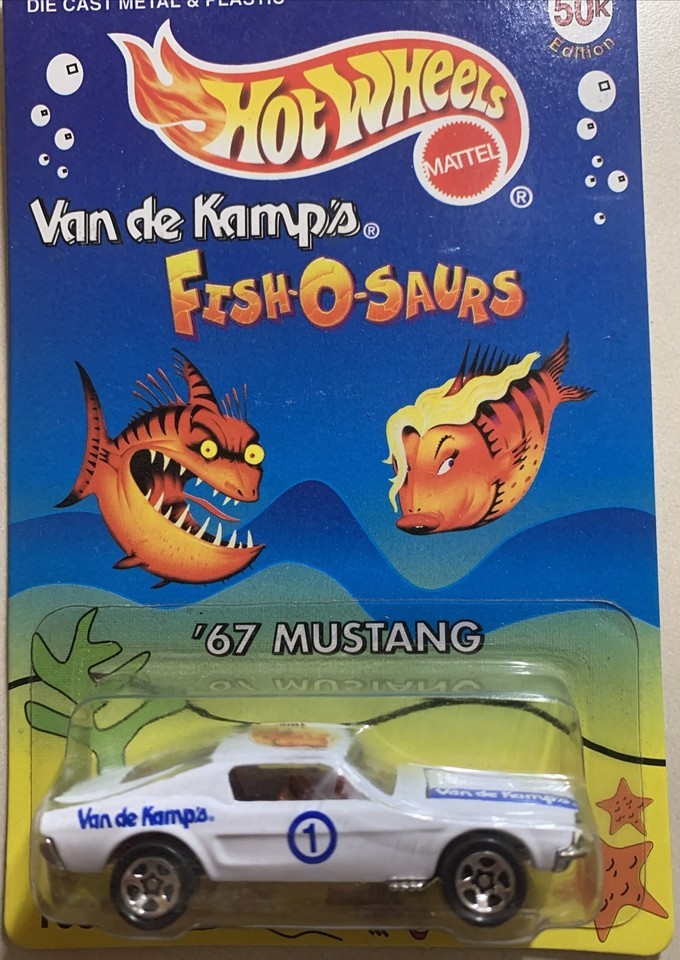 DIE CAST METAL & PLASTIC
50K
Edition
HOT WHEELS
MATTEL
®
Van de Kamp's®
FISH-O-SAURS
'67 MUSTANG
Van de Kamp's
Van de Kamp's®
1